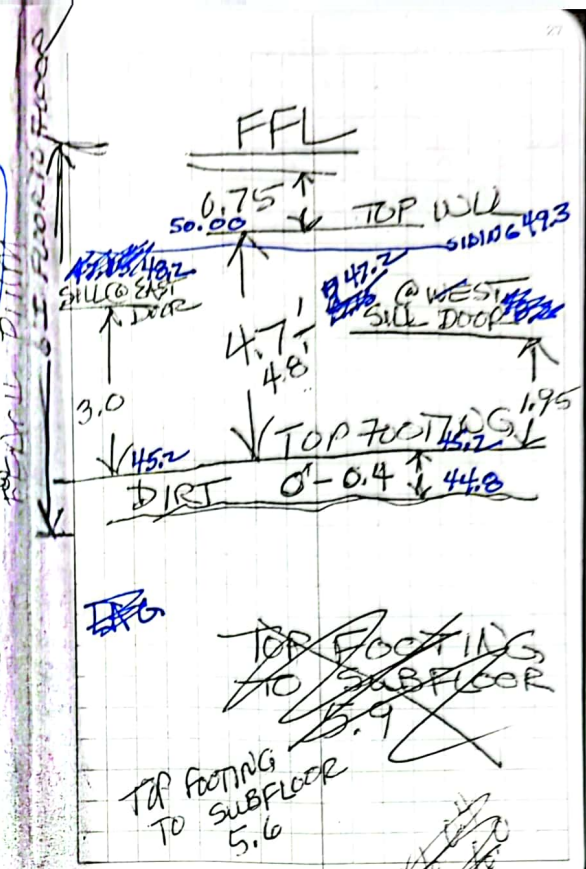 27
FFL
0.75
50.00
TOP WLL
SIDING 49.3
48.2
SILL @ EAST
DOOR
47.2
@ WEST
SILL DOOR
4.7'
4.8'
3.0
1.95
TOP FOOTING
45.2
45.2
DIRT
0' - 0.4
44.8
TOP FOOTING
TO SUBFLOOR
5.9
TOP FOOTING
TO SUBFLOOR
5.6